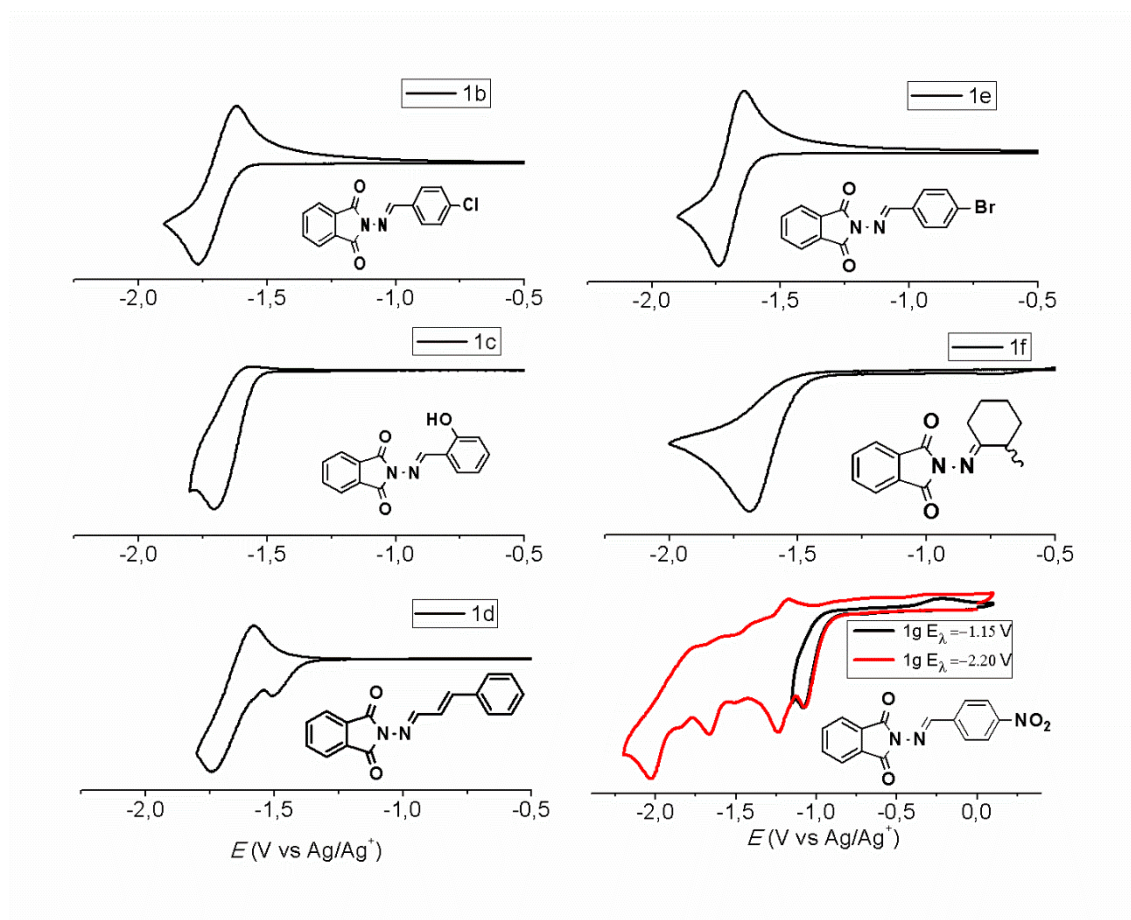 1b
O
N
N
O
Cl
-2,0 -1,5 -1,0 -0,5
1e
O
N
N
O
Br
-2,0 -1,5 -1,0 -0,5
1c
HO
O
N
N
O
-2,0 -1,5 -1,0 -0,5
1f
O
N
N
O
-2,0 -1,5 -1,0 -0,5
1d
O
N
N
O
-2,0 -1,5 -1,0 -0,5
E (V vs Ag/Ag⁺)
1g E_λ =−1.15 V
1g E_λ =−2.20 V
O
N
N
O
NO₂
-2,0 -1,5 -1,0 -0,5 0,0
E (V vs Ag/Ag⁺)